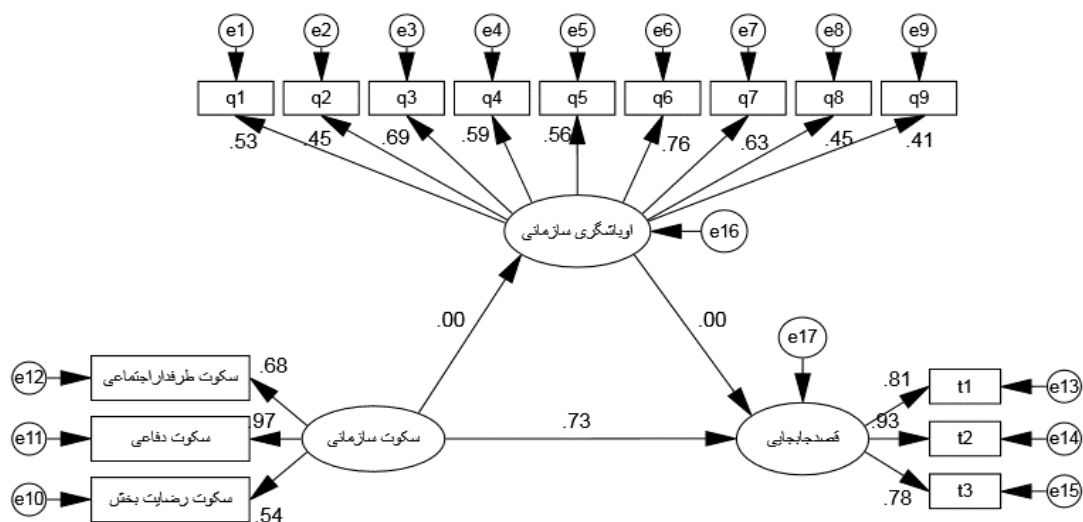 e1 e2 e3 e4 e5 e6 e7 e8 e9
q1 q2 q3 q4 q5 q6 q7 q8 q9
.53 .45 .69 .59 .56 .76 .63 .45 .41
اوباشگری سازمانی
e16
.00 .00
e17
e12 سکوت طرفداراجتماعی .68
.81 t1 e13
e11 سکوت دفاعی .97
سکوت سازمانی
.73
قصدجابجایی
.93 t2 e14
e10 سکوت رضایت بخش .54
.78 t3 e15